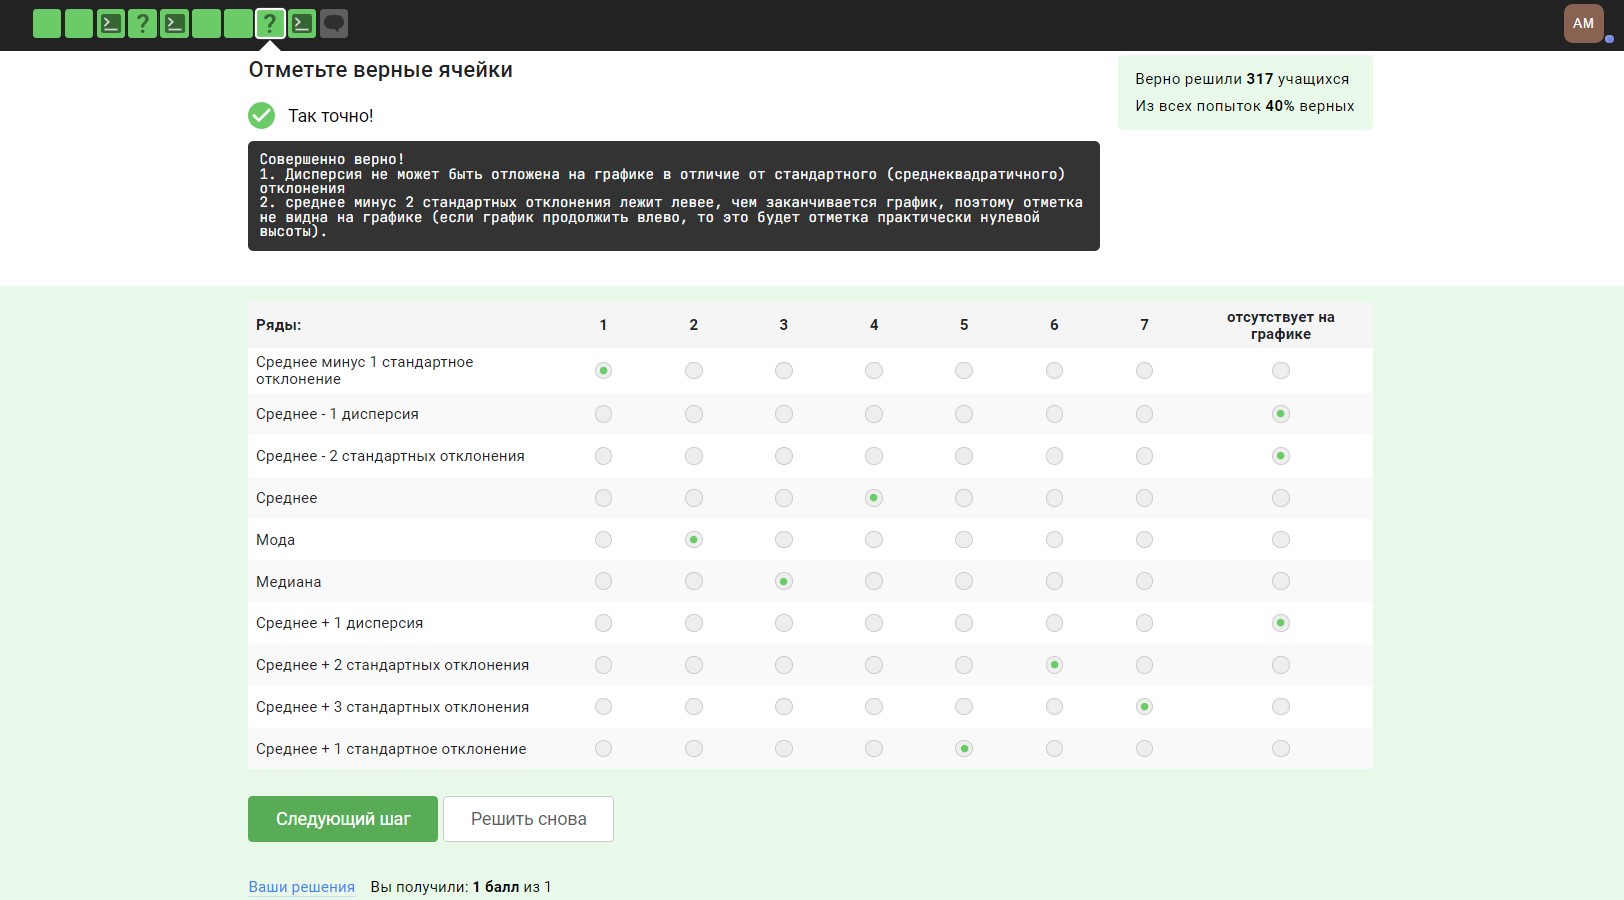 ? ?
АМ
Отметьте верные ячейки
Верно решили 317 учащихся
Из всех попыток 40% верных
Так точно!
Совершенно верно!
1. Дисперсия не может быть отложена на графике в отличие от стандартного (среднеквадратичного)
отклонения
2. среднее минус 2 стандартных отклонения лежит левее, чем заканчивается график, поэтому отметка
не видна на графике (если график продолжить влево, то это будет отметка практически нулевой
высоты).
Ряды: 1 2 3 4 5 6 7 отсутствует на
графике
Среднее минус 1 стандартное
отклонение
Среднее - 1 дисперсия
Среднее - 2 стандартных отклонения
Среднее
Мода
Медиана
Среднее + 1 дисперсия
Среднее + 2 стандартных отклонения
Среднее + 3 стандартных отклонения
Среднее + 1 стандартное отклонение
Следующий шаг Решить снова
Ваши решения Вы получили: 1 балл из 1